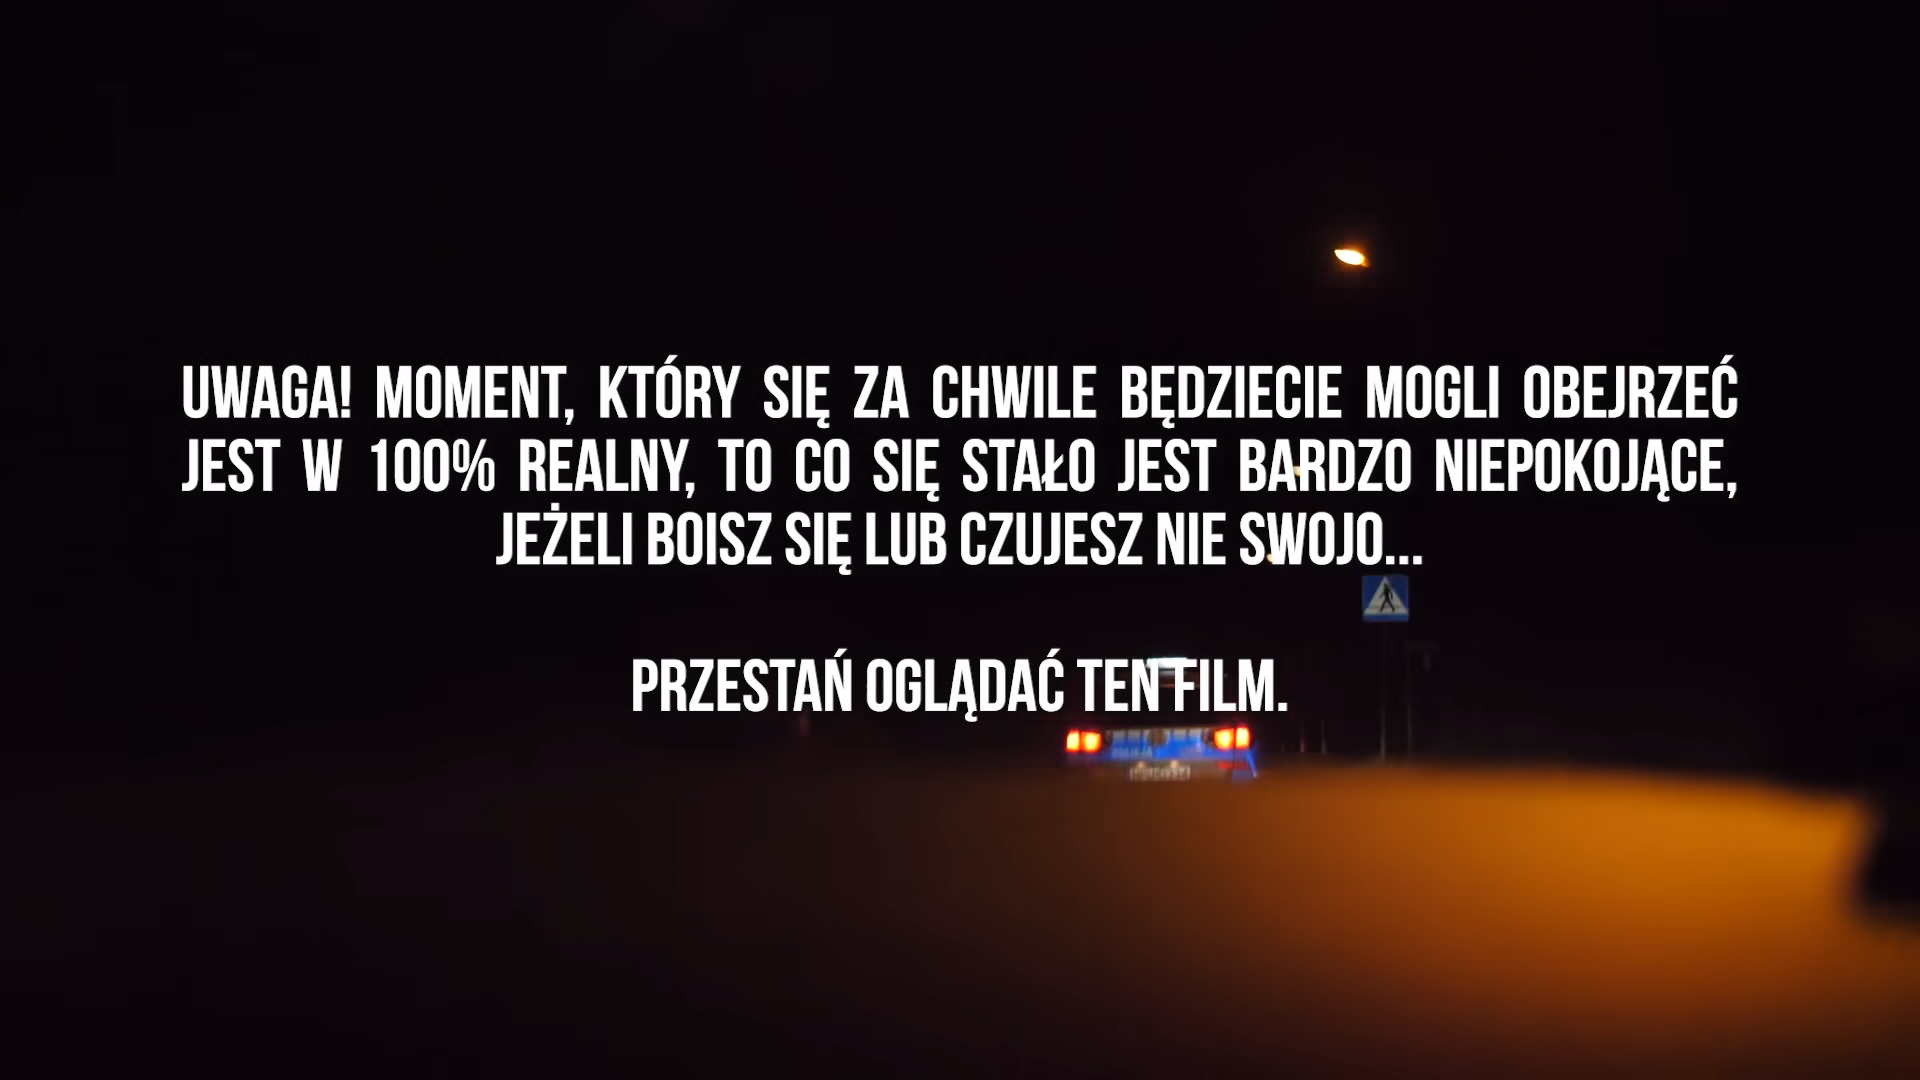 UWAGA! MOMENT, KTÓRY SIĘ ZA CHWILE BĘDZIECIE MOGLI OBEJRZEĆ
JEST W 100% REALNY, TO CO SIĘ STAŁO JEST BARDZO NIEPOKOJĄCE,
JEŻELI BOISZ SIĘ LUB CZUJESZ NIE SWOJO...
PRZESTAŃ OGLĄDAĆ TEN FILM.
POLICJA